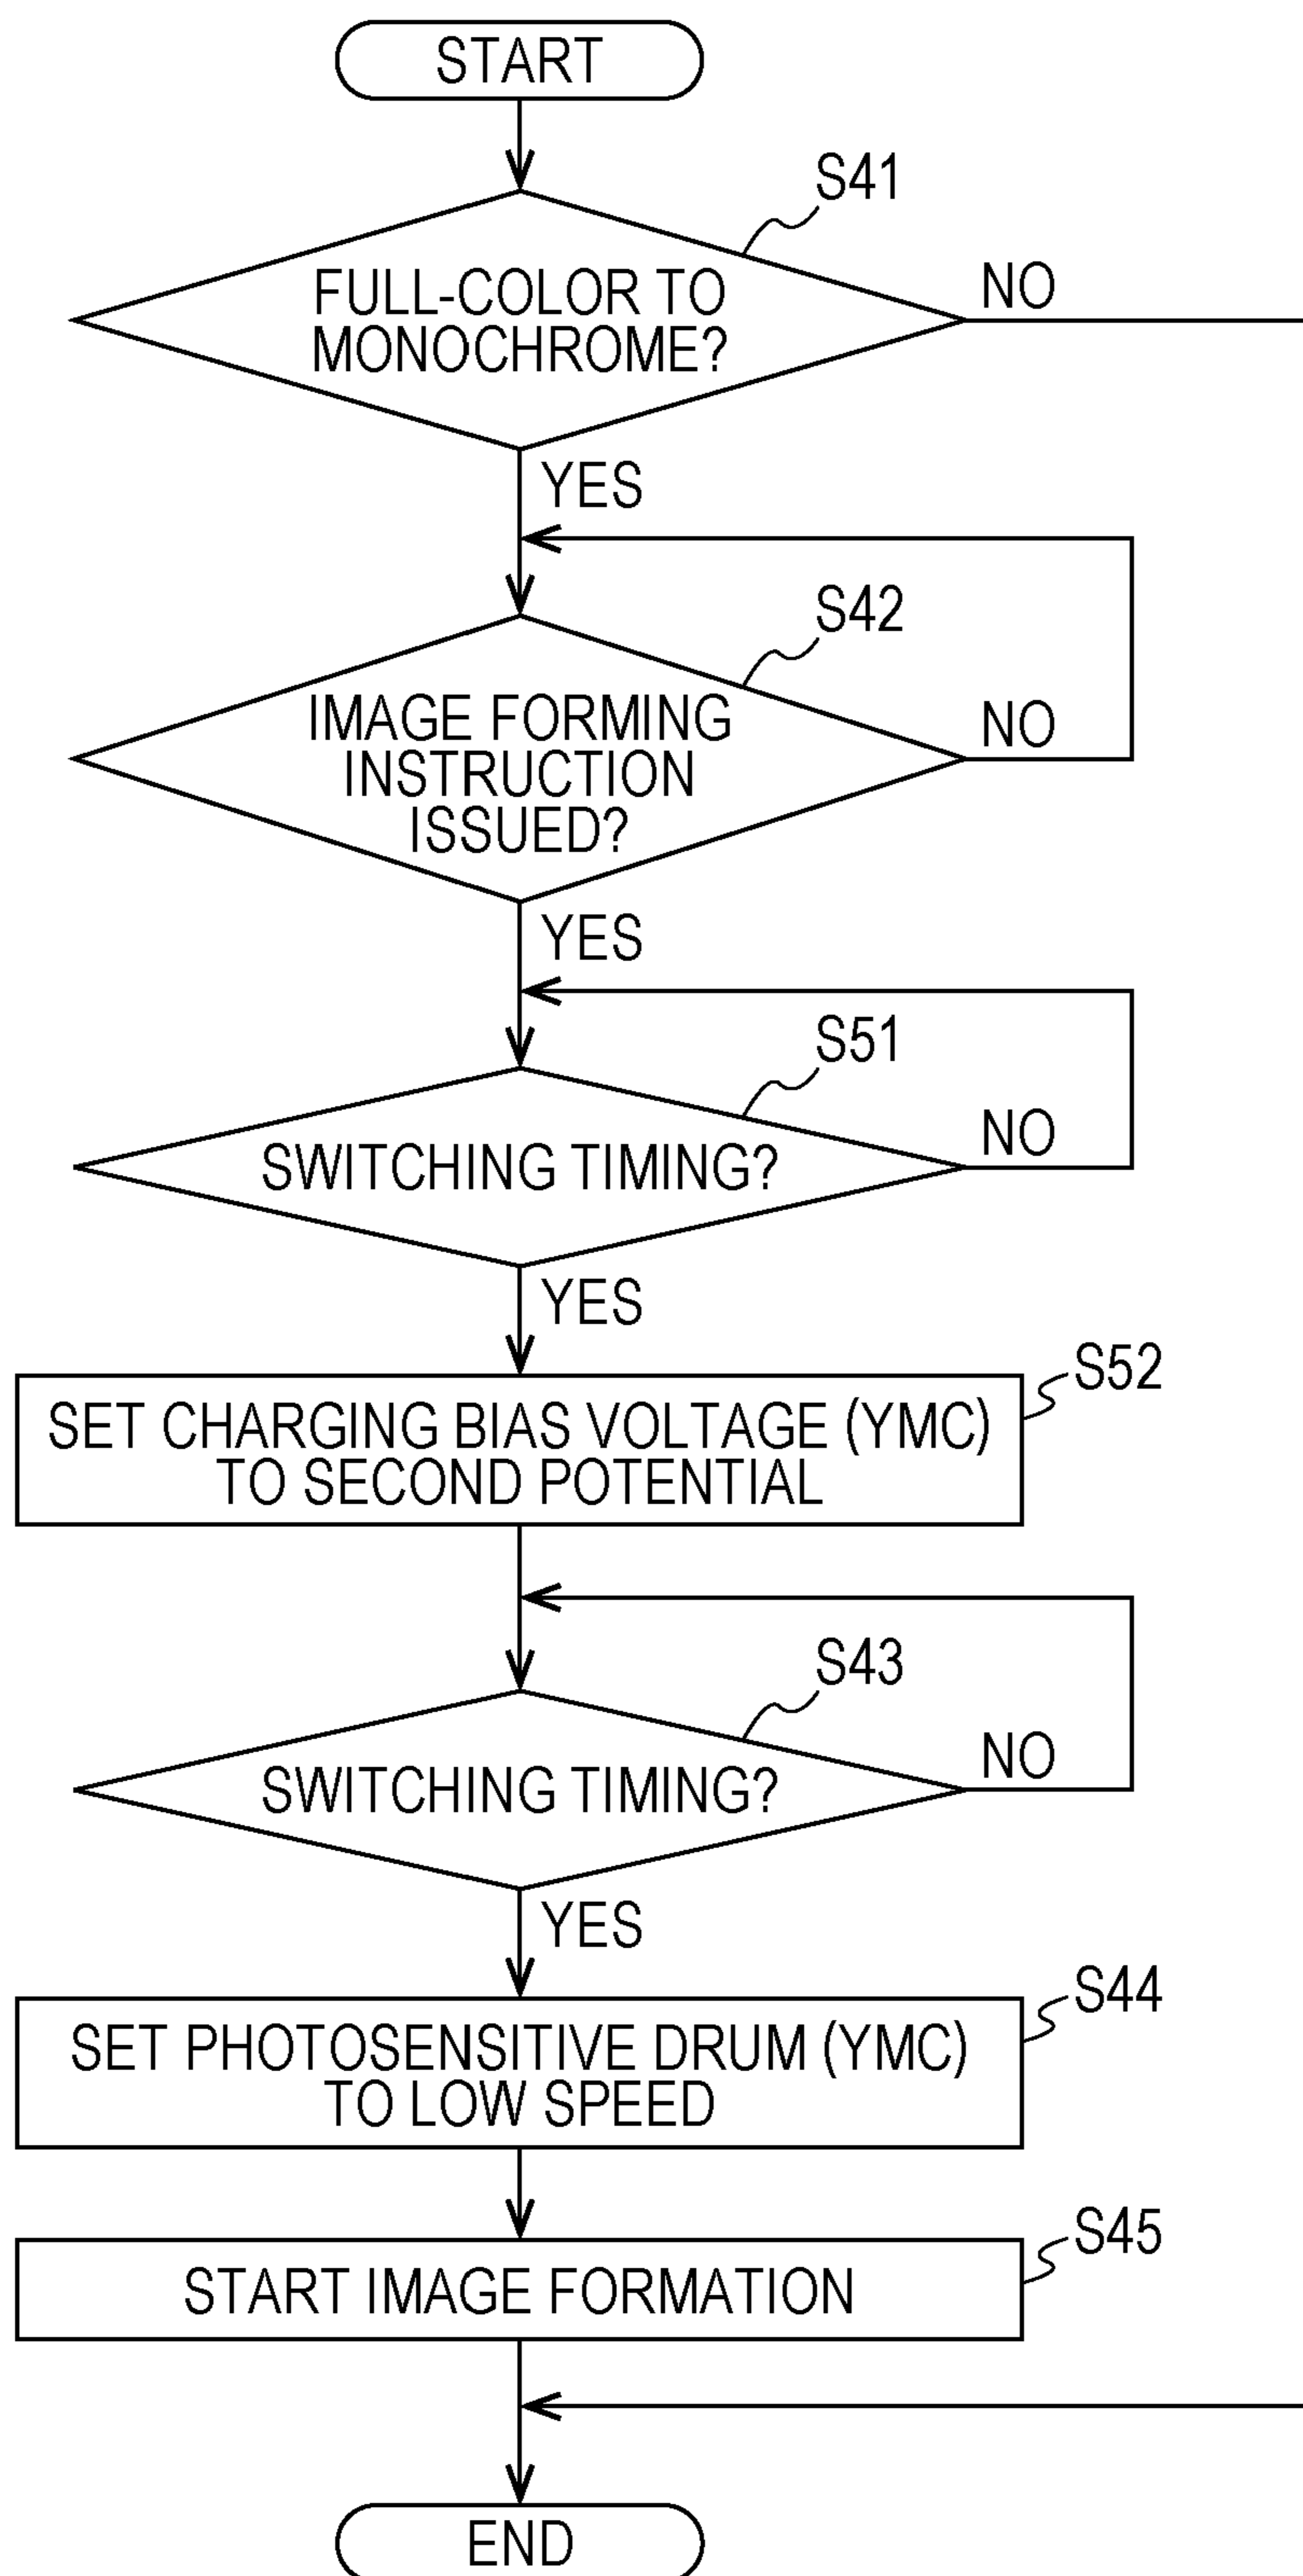 START
S41
FULL-COLOR TO
MONOCHROME?
NO
YES
S42
IMAGE FORMING
INSTRUCTION
ISSUED?
NO
YES
S51
SWITCHING TIMING?
NO
YES
S52
SET CHARGING BIAS VOLTAGE (YMC)
TO SECOND POTENTIAL
S43
SWITCHING TIMING?
NO
YES
S44
SET PHOTOSENSITIVE DRUM (YMC)
TO LOW SPEED
S45
START IMAGE FORMATION
END